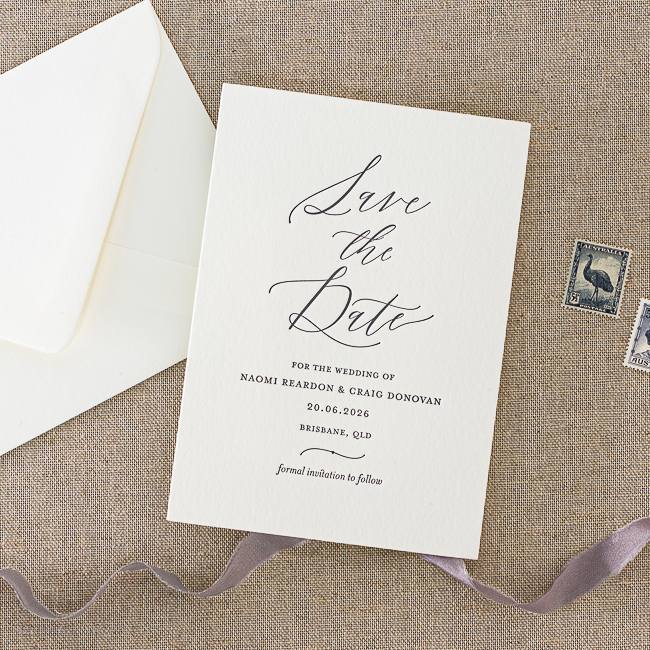 Save
the
Date
FOR THE WEDDING OF
NAOMI REARDON & CRAIG DONOVAN
20.06.2026
BRISBANE, QLD
formal invitation to follow
AUSTRALIA